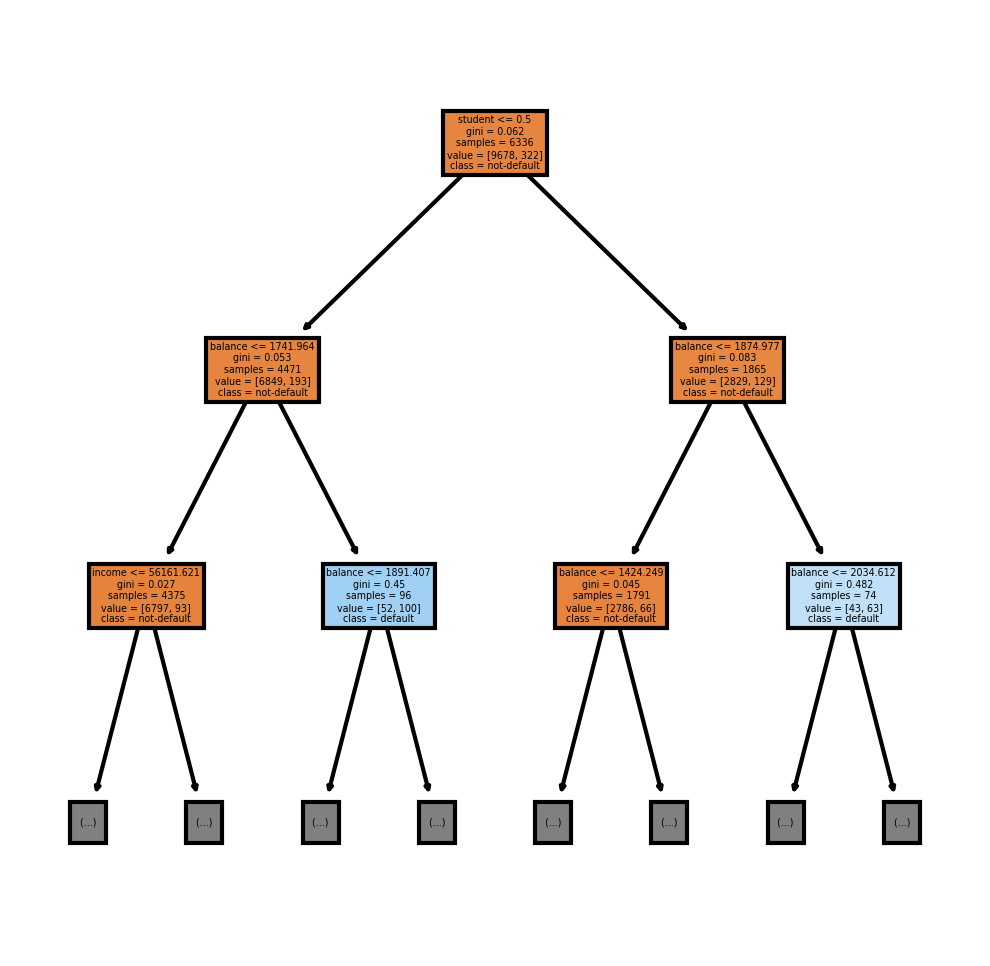 student <= 0.5
gini = 0.062
samples = 6336
value = [9678, 322]
class = not-default
balance <= 1741.964
gini = 0.053
samples = 4471
value = [6849, 193]
class = not-default
balance <= 1874.977
gini = 0.083
samples = 1865
value = [2829, 129]
class = not-default
income <= 56161.621
gini = 0.027
samples = 4375
value = [6797, 93]
class = not-default
balance <= 1891.407
gini = 0.45
samples = 96
value = [52, 100]
class = default
balance <= 1424.249
gini = 0.045
samples = 1791
value = [2786, 66]
class = not-default
balance <= 2034.612
gini = 0.482
samples = 74
value = [43, 63]
class = default
(...)
(...)
(...)
(...)
(...)
(...)
(...)
(...)